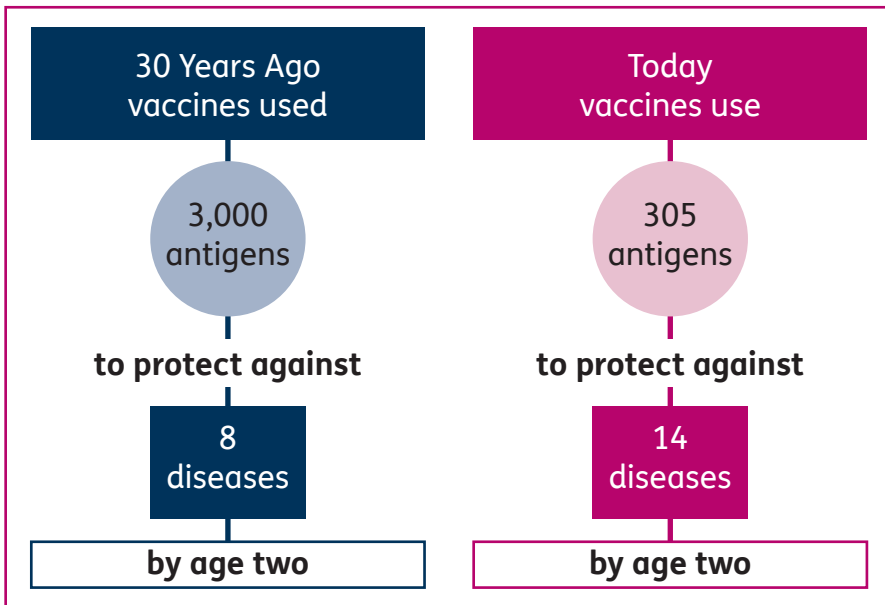 30 Years Ago
vaccines used
3,000
antigens
to protect against
8
diseases
by age two
Today
vaccines use
305
antigens
to protect against
14
diseases
by age two